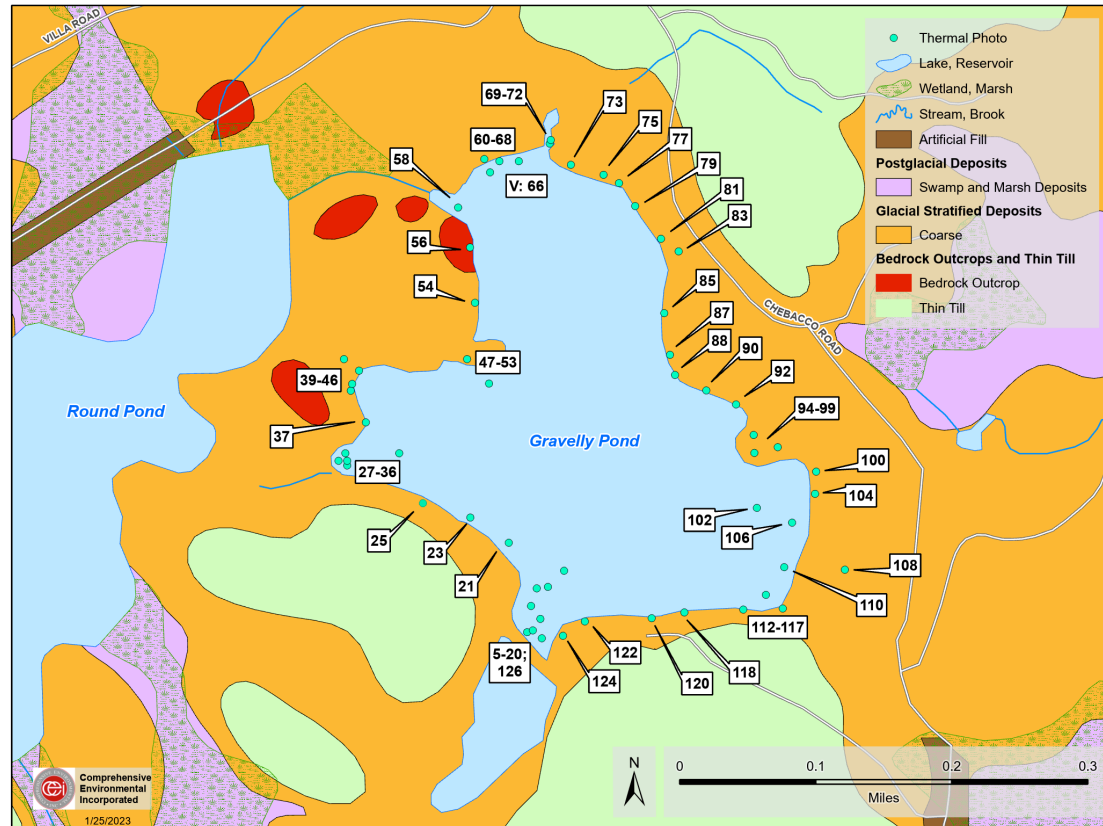 VILLA ROAD
69-72
73
75
77
79
81
83
60-68
58
V: 66
56
54
85
87
88
90
92
CHEBACCO ROAD
47-53
39-46
37
94-99
Round Pond
Gravelly Pond
27-36
100
104
102
106
25
23
21
108
110
112-117
5-20;
126
122
124
120
118
Thermal Photo
Lake, Reservoir
Wetland, Marsh
Stream, Brook
Artificial Fill
Postglacial Deposits
Swamp and Marsh Deposits
Glacial Stratified Deposits
Coarse
Bedrock Outcrops and Thin Till
Bedrock Outcrop
Thin Till
N
0 0.1 0.2 0.3
Miles
Comprehensive
Environmental
Incorporated
1/25/2023